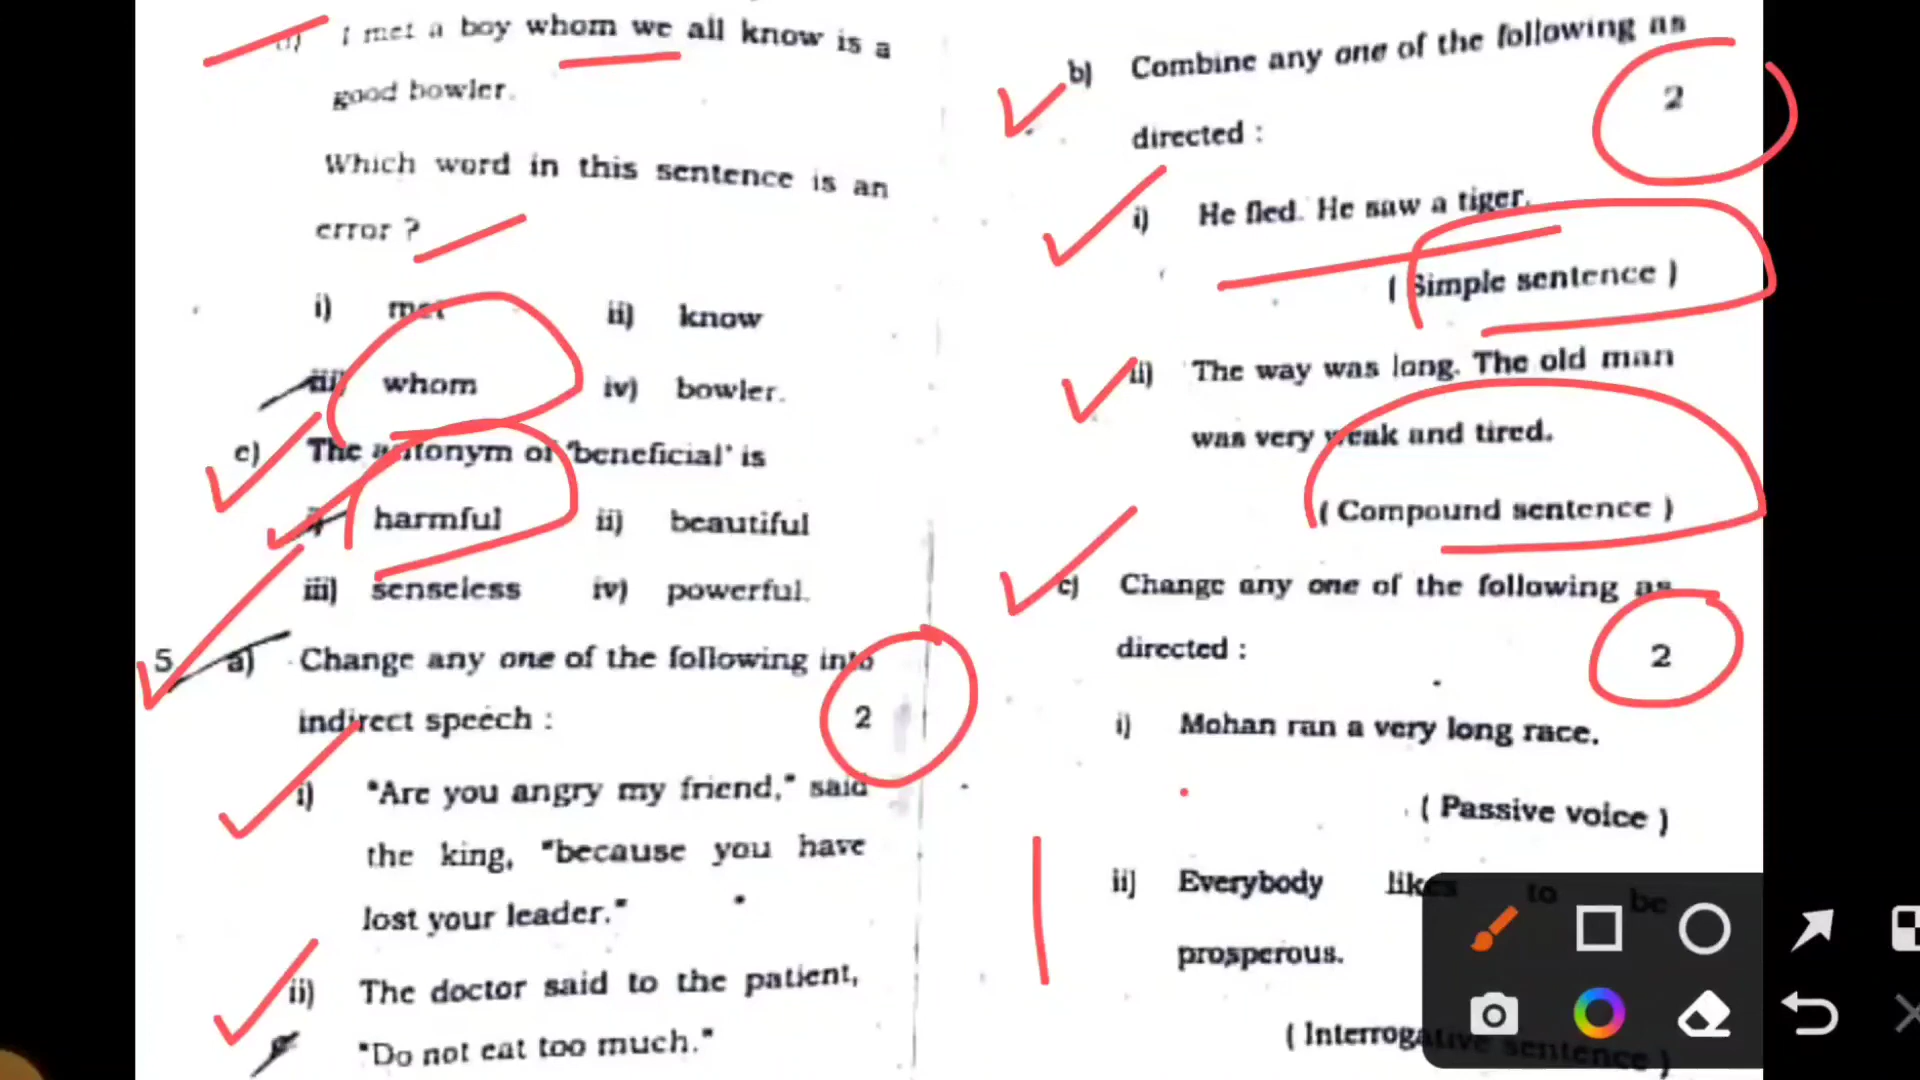 d) I met a boy whom we all know is a
good bowler.
Which word in this sentence is an
error ?
i) met ii) know
iii) whom iv) bowler.
e) The antonym of 'beneficial' is
i) harmful ii) beautiful
iii) senseless iv) powerful.
5 a) Change any one of the following into
indirect speech : 2
i) "Are you angry my friend," said
the king, "because you have
lost your leader."
ii) The doctor said to the patient,
"Do not eat too much."
b) Combine any one of the following as
directed : 2
i) He fled. He saw a tiger.
( Simple sentence )
ii) The way was long. The old man
was very weak and tired.
( Compound sentence )
c) Change any one of the following as
directed : 2
i) Mohan ran a very long race.
( Passive voice )
ii) Everybody likes to be
prosperous.
( Interrogative sentence )